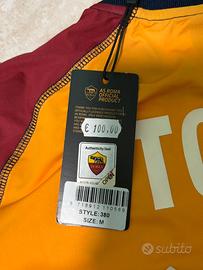 AS ROMA
OFFICIAL
PRODUCT
€ 100,00
Authenticity Seal
TO
STYLE: 380
SIZE: M
subito